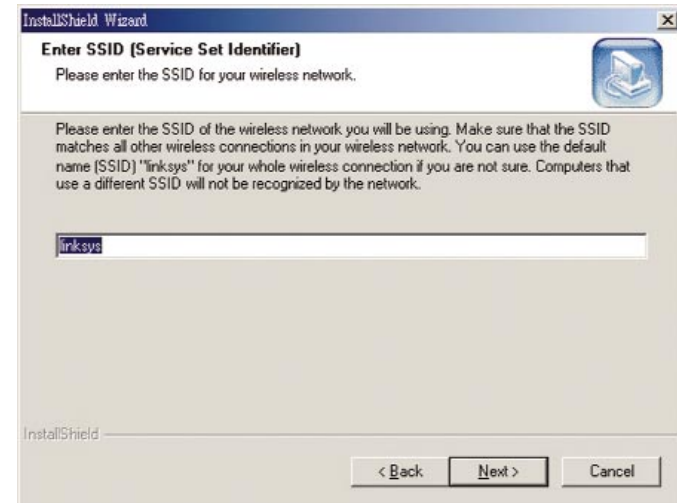 InstallShield Wizard
Enter SSID (Service Set Identifier)
Please enter the SSID for your wireless network.
Please enter the SSID of the wireless network you will be using. Make sure that the SSID
matches all other wireless connections in your wireless network. You can use the default
name (SSID) "linksys" for your whole wireless connection if you are not sure. Computers that
use a different SSID will not be recognized by the network.
linksys
InstallShield
< Back Next > Cancel